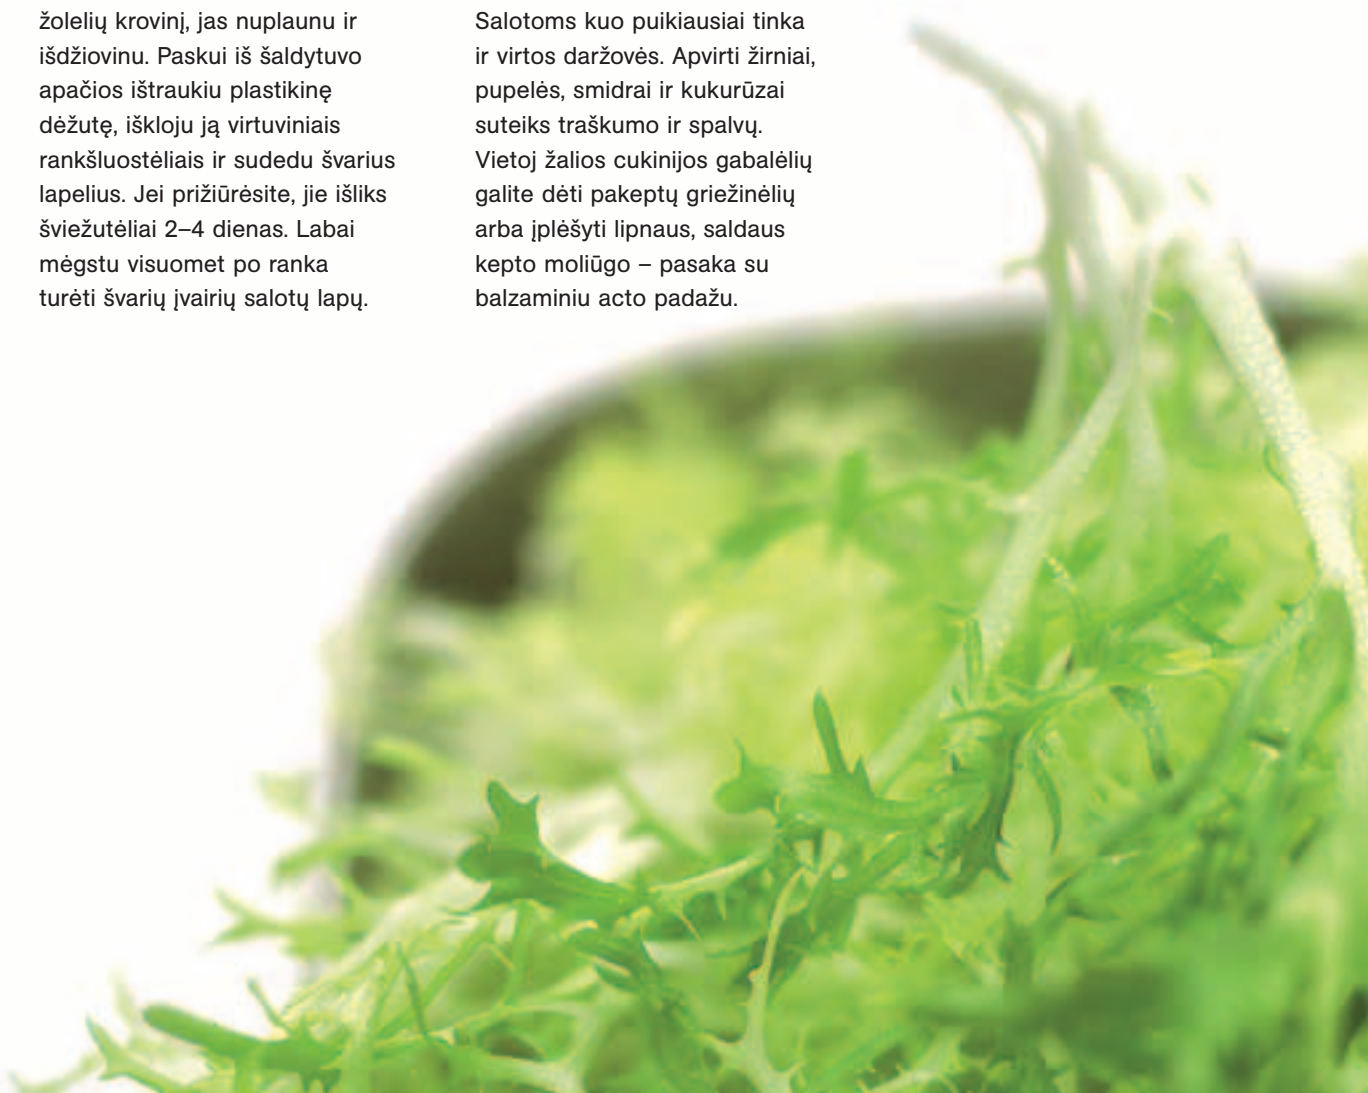 žolelių krovinį, jas nuplaunu ir
išdžiovinu. Paskui iš šaldytuvo
apačios ištraukiu plastikinę
dėžutę, iškloju ją virtuviniais
rankšluostėliais ir sudedu švarius
lapelius. Jei prižiūrėsite, jie išliks
šviežutėliai 2–4 dienas. Labai
mėgstu visuomet po ranka
turėti švarių įvairių salotų lapų.
Salotoms kuo puikiausiai tinka
ir virtos daržovės. Apvirti žirniai,
pupelės, smidrai ir kukurūzai
suteiks traškumo ir spalvų.
Vietoj žalios cukinijos gabalėlių
galite dėti pakeptų griežinėlių
arba įplėšyti lipnaus, saldaus
kepto moliūgo – pasaka su
balzaminiu acto padažu.